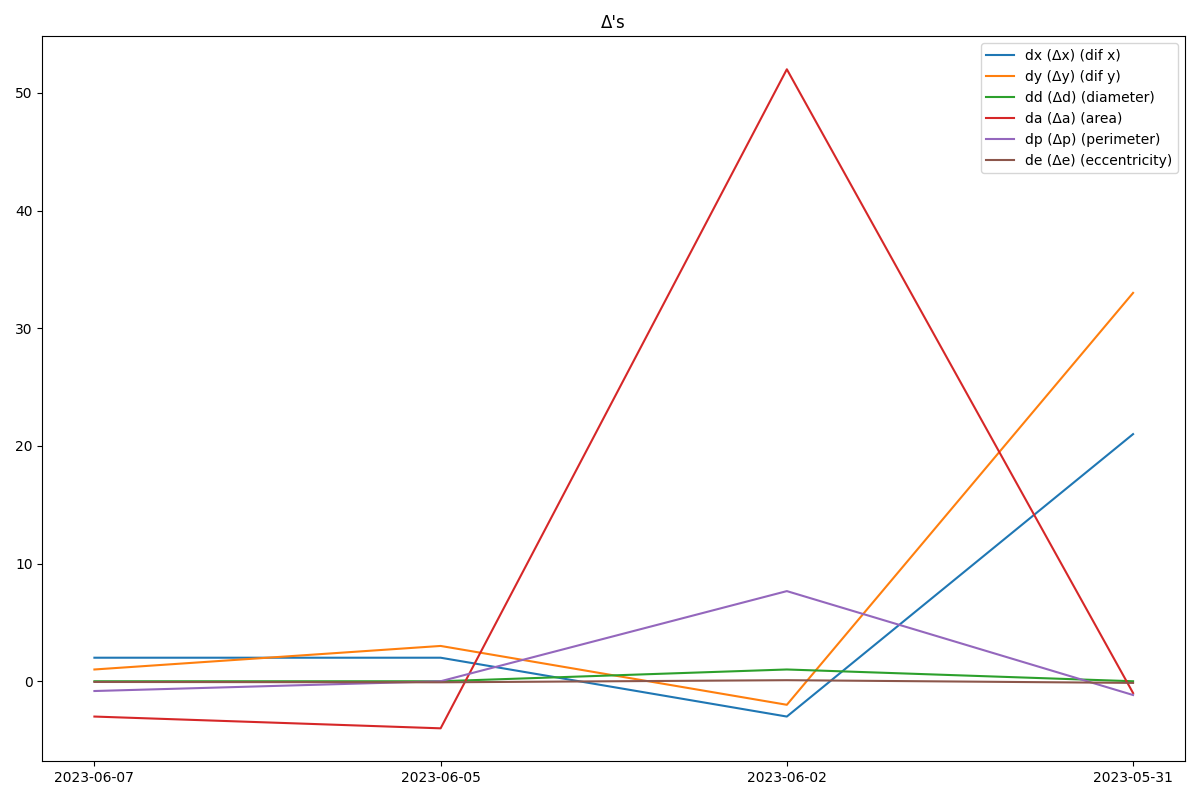 Δ's
dx (Δx) (dif x)
dy (Δy) (dif y)
dd (Δd) (diameter)
da (Δa) (area)
dp (Δp) (perimeter)
de (Δe) (eccentricity)
50
40
30
20
10
0
2023-06-07 2023-06-05 2023-06-02 2023-05-31